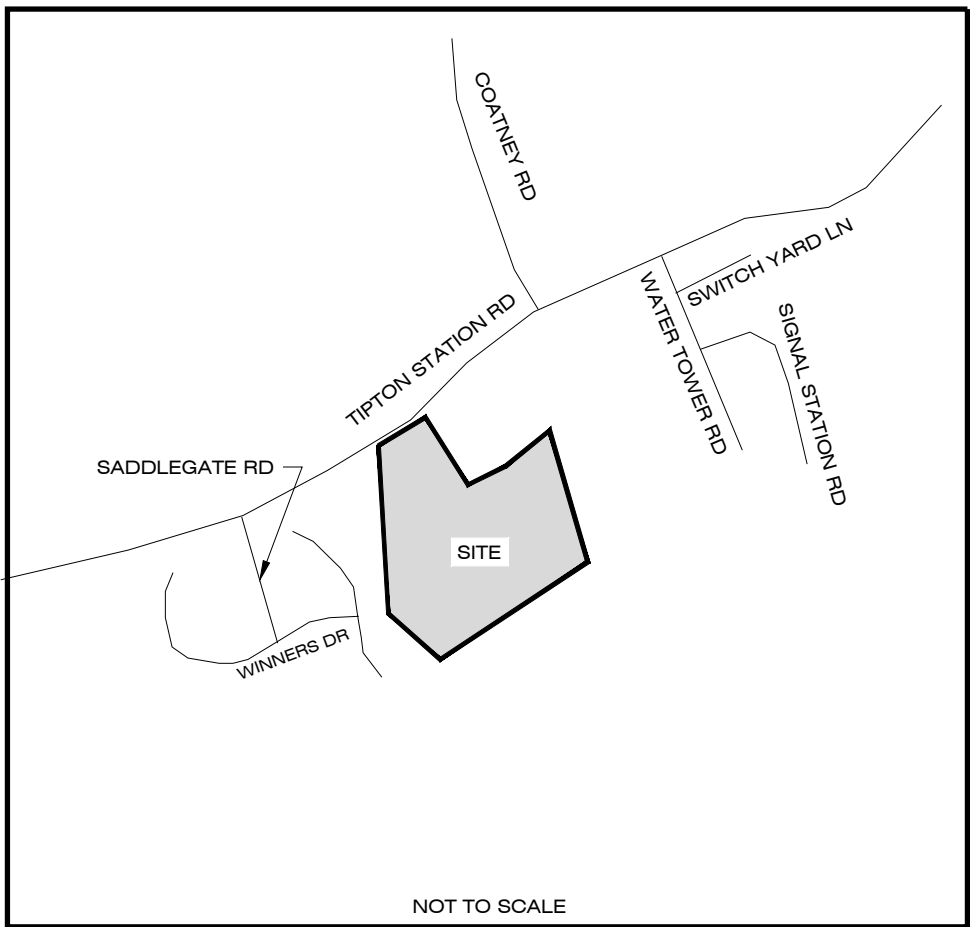 COATNEY RD
SWITCH YARD LN
TIPTON STATION RD
WATER TOWER RD
SIGNAL STATION RD
SADDLEGATE RD
SITE
WINNERS DR
NOT TO SCALE